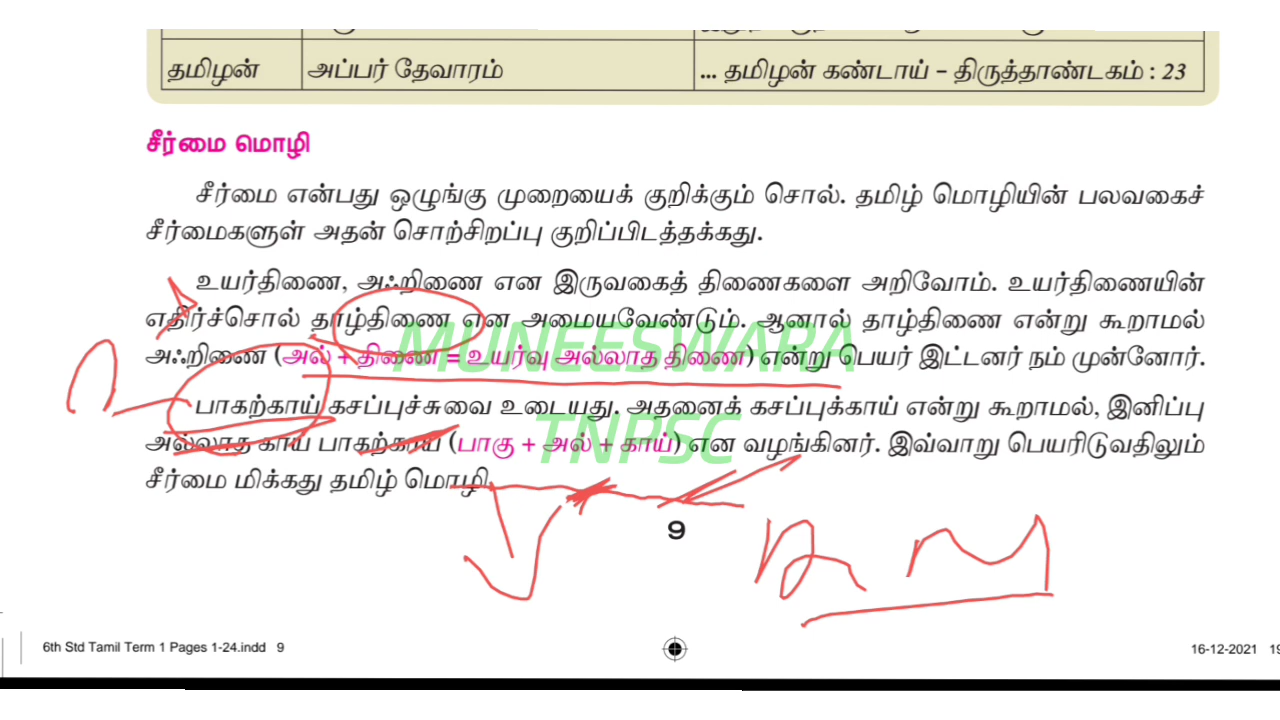 தமிழன் அப்பர் தேவாரம் ... தமிழன் கண்டாய் – திருத்தாண்டகம் : 23
சீர்மை மொழி
சீர்மை என்பது ஒழுங்கு முறையைக் குறிக்கும் சொல். தமிழ் மொழியின் பலவகைச்
சீர்மைகளுள் அதன் சொற்சிறப்பு குறிப்பிடத்தக்கது.
உயர்திணை, அஃறிணை என இருவகைத் திணைகளை அறிவோம். உயர்திணையின்
எதிர்ச்சொல் தாழ்திணை என அமையவேண்டும். ஆனால் தாழ்திணை என்று கூறாமல்
அஃறிணை (அல் + திணை = உயர்வு அல்லாத திணை) என்று பெயர் இட்டனர் நம் முன்னோர்.
MUNEESWARA
பாகற்காய் கசப்புச்சுவை உடையது. அதனைக் கசப்புக்காய் என்று கூறாமல், இனிப்பு
அல்லாத காய் பாகற்காய் (பாகு + அல் + காய்) என வழங்கினர். இவ்வாறு பெயரிடுவதிலும்
TNPSC
சீர்மை மிக்கது தமிழ் மொழி.
9
6th Std Tamil Term 1 Pages 1-24.indd 9 16-12-2021